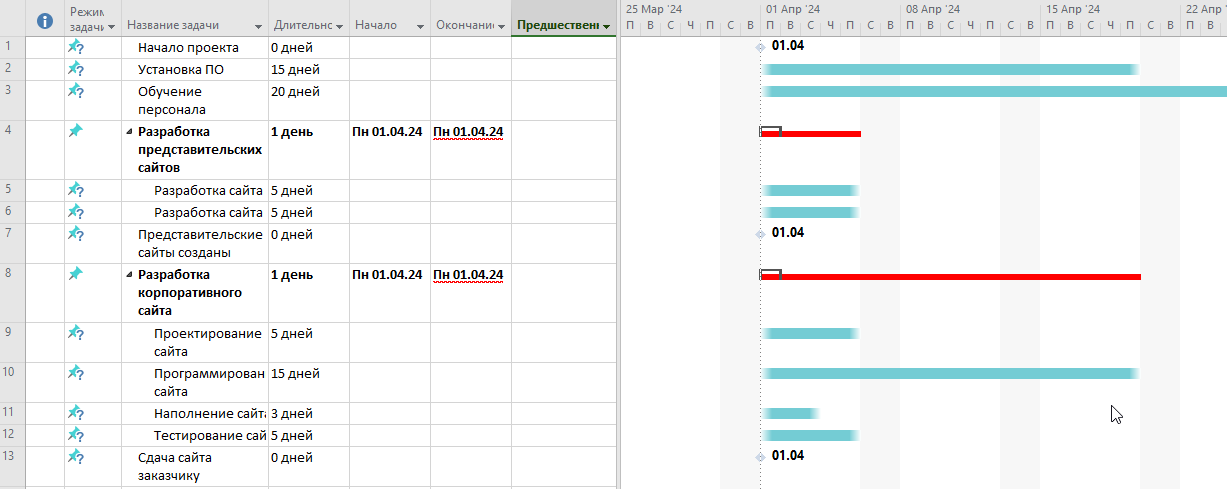 Режим задачи
Название задачи
Длительнс
Начало
Окончание
Предшествен
25 Мар '24
01 Апр '24
08 Апр '24
15 Апр '24
22 Апр '
П В С Ч П С В П В С Ч П С В П В С Ч П С В П В С Ч П С В П В С
1 Начало проекта 0 дней
01.04
2 Установка ПО 15 дней
3 Обучение 20 дней
персонала
4 Разработка 1 день Пн 01.04.24 Пн 01.04.24
представительских
сайтов
5 Разработка сайта 5 дней
6 Разработка сайта 5 дней
7 Представительские 0 дней
сайты созданы
01.04
8 Разработка 1 день Пн 01.04.24 Пн 01.04.24
корпоративного
сайта
9 Проектирование 5 дней
сайта
10 Программирован 15 дней
сайта
11 Наполнение сайта 3 дней
12 Тестирование сай 5 дней
13 Сдача сайта 0 дней
заказчику
01.04